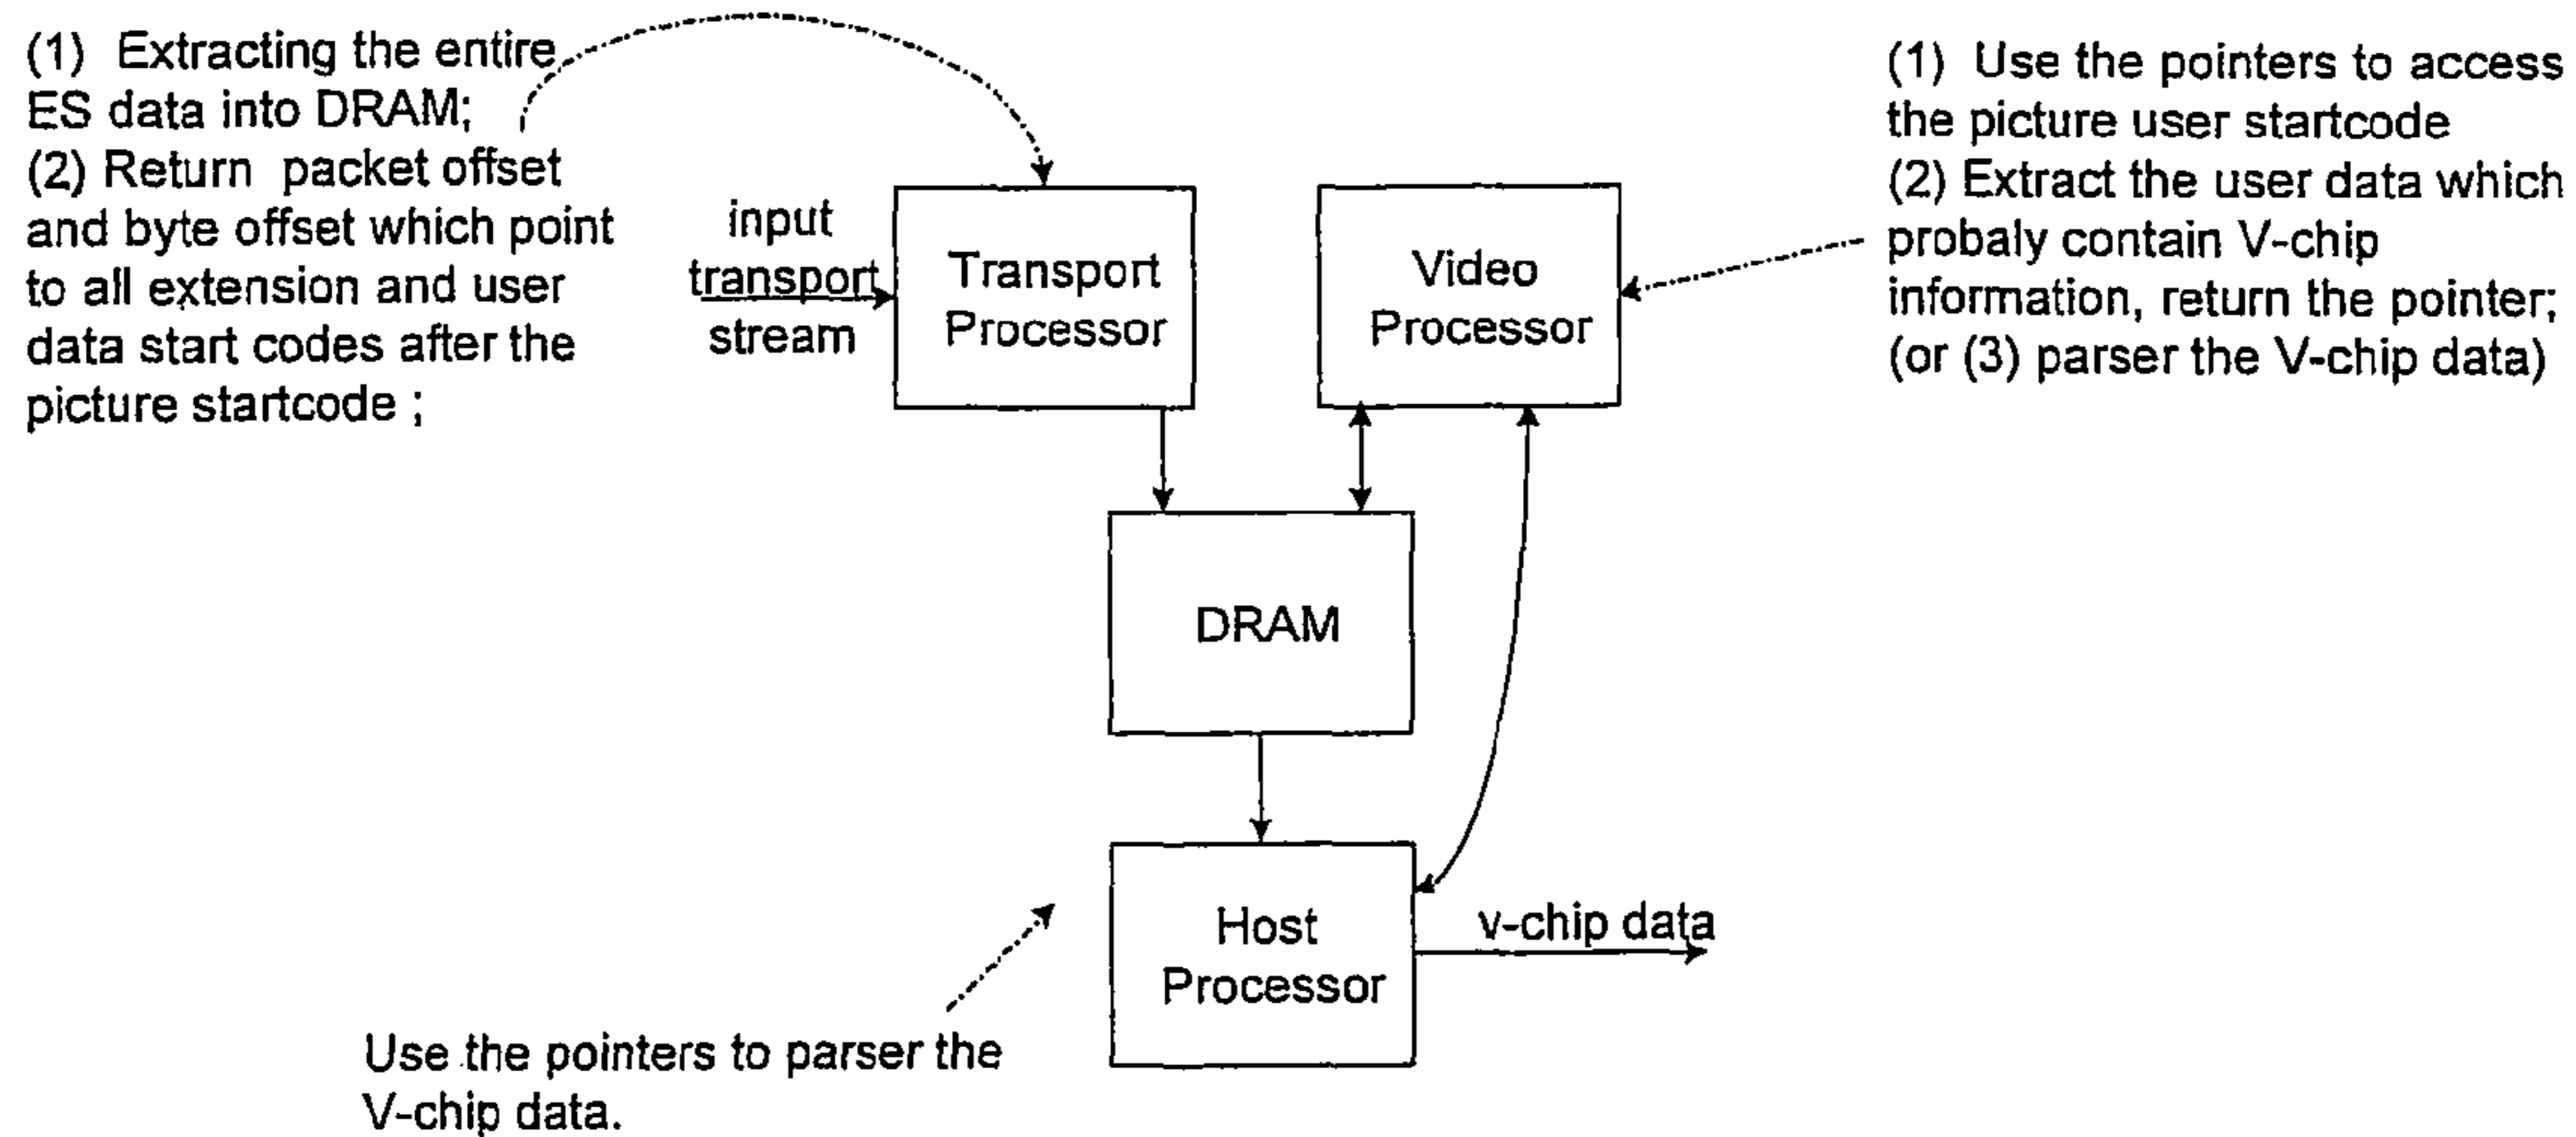 (1) Extracting the entire
ES data into DRAM;
(2) Return packet offset
and byte offset which point
to all extension and user
data start codes after the
picture startcode ;
input
transport
stream
Transport
Processor
Video
Processor
(1) Use the pointers to access
the picture user startcode
(2) Extract the user data which
probaly contain V-chip
information, return the pointer;
(or (3) parser the V-chip data)
DRAM
Host
Processor
v-chip data
Use the pointers to parser the
V-chip data.